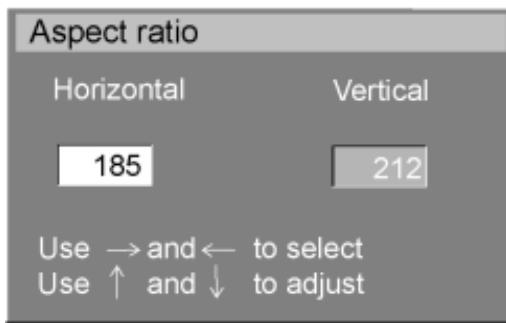 Aspect ratio
Horizontal Vertical
185 212
Use → and ← to select
Use ↑ and ↓ to adjust